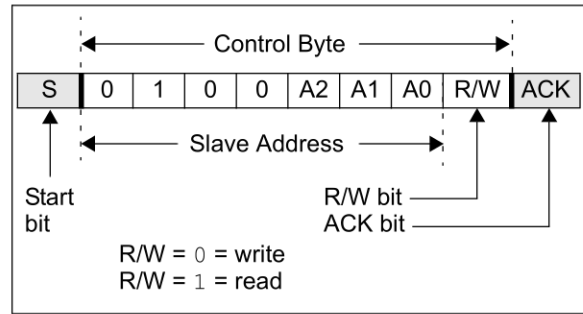 Control Byte
S 0 1 0 0 A2 A1 A0 R/W ACK
Slave Address
Start
bit
R/W bit
ACK bit
R/W = 0 = write
R/W = 1 = read